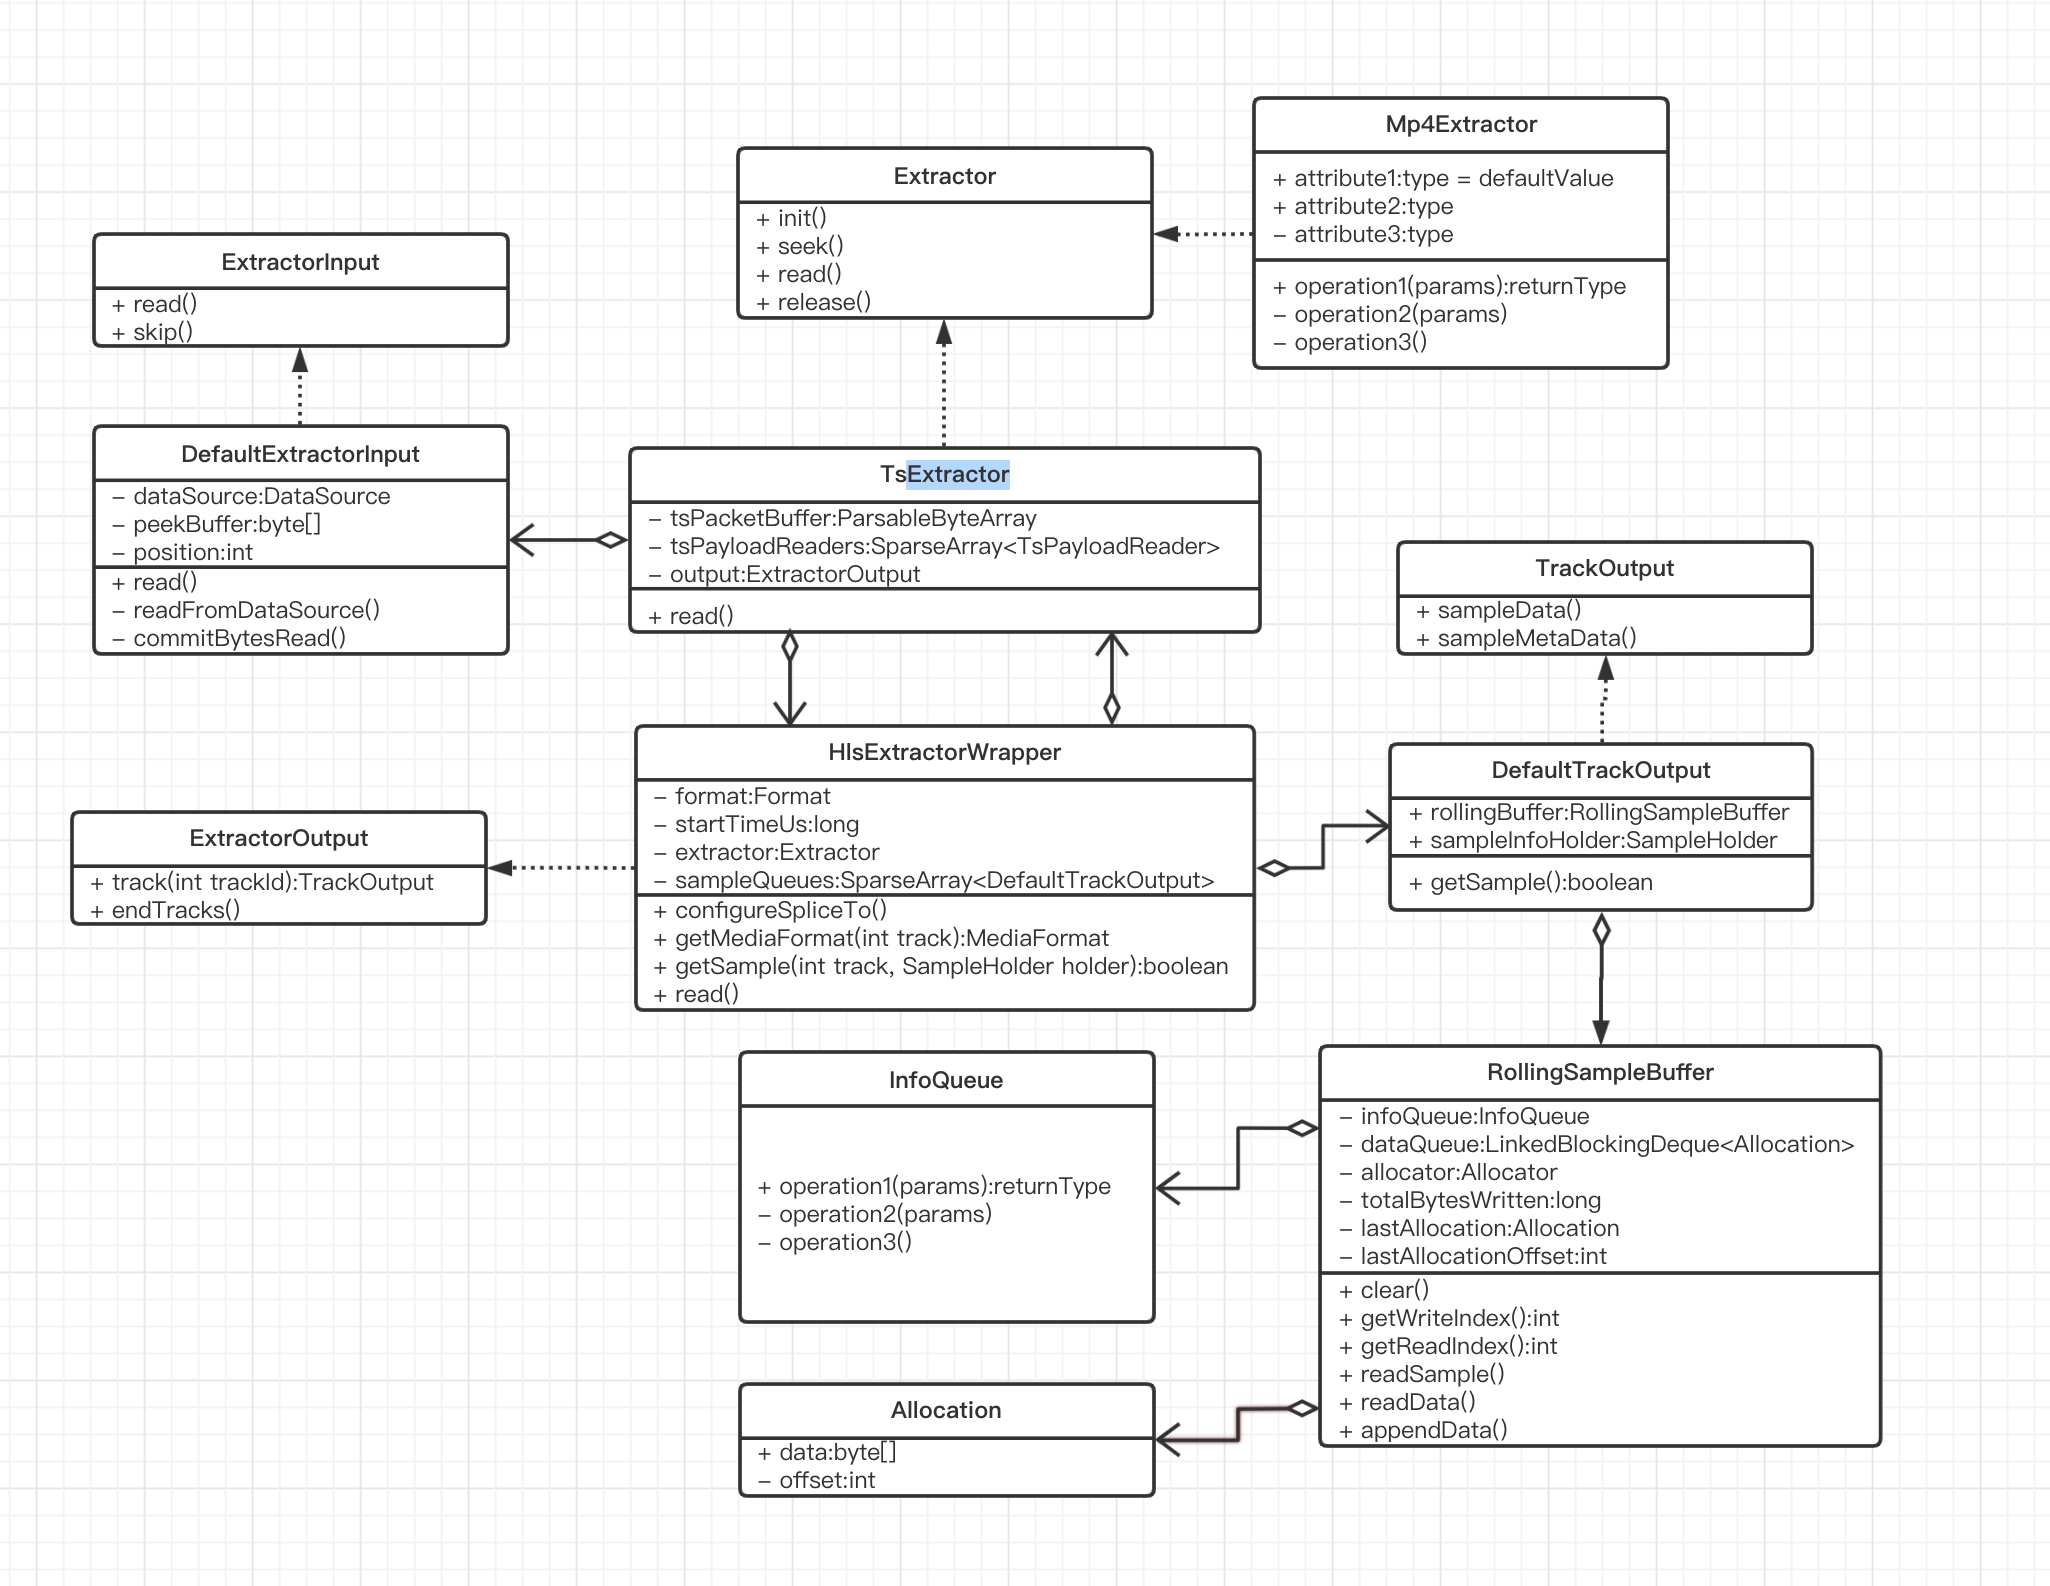 Mp4Extractor
+ attribute1:type = defaultValue
+ attribute2:type
– attribute3:type
+ operation1(params):returnType
– operation2(params)
– operation3()
Extractor
+ init()
+ seek()
+ read()
+ release()
ExtractorInput
+ read()
+ skip()
DefaultExtractorInput
– dataSource:DataSource
– peekBuffer:byte[]
– position:int
+ read()
– readFromDataSource()
– commitBytesRead()
TsExtractor
– tsPacketBuffer:ParsableByteArray
– tsPayloadReaders:SparseArray<TsPayloadReader>
– output:ExtractorOutput
+ read()
TrackOutput
+ sampleData()
+ sampleMetaData()
HlsExtractorWrapper
– format:Format
– startTimeUs:long
– extractor:Extractor
– sampleQueues:SparseArray<DefaultTrackOutput>
+ configureSpliceTo()
+ getMediaFormat(int track):MediaFormat
+ getSample(int track, SampleHolder holder):boolean
+ read()
DefaultTrackOutput
+ rollingBuffer:RollingSampleBuffer
+ sampleInfoHolder:SampleHolder
+ getSample():boolean
ExtractorOutput
+ track(int trackId):TrackOutput
+ endTracks()
InfoQueue
+ operation1(params):returnType
– operation2(params)
– operation3()
RollingSampleBuffer
– infoQueue:InfoQueue
– dataQueue:LinkedBlockingDeque<Allocation>
– allocator:Allocator
– totalBytesWritten:long
– lastAllocation:Allocation
– lastAllocationOffset:int
+ clear()
+ getWriteIndex():int
+ getReadIndex():int
+ readSample()
+ readData()
+ appendData()
Allocation
+ data:byte[]
– offset:int